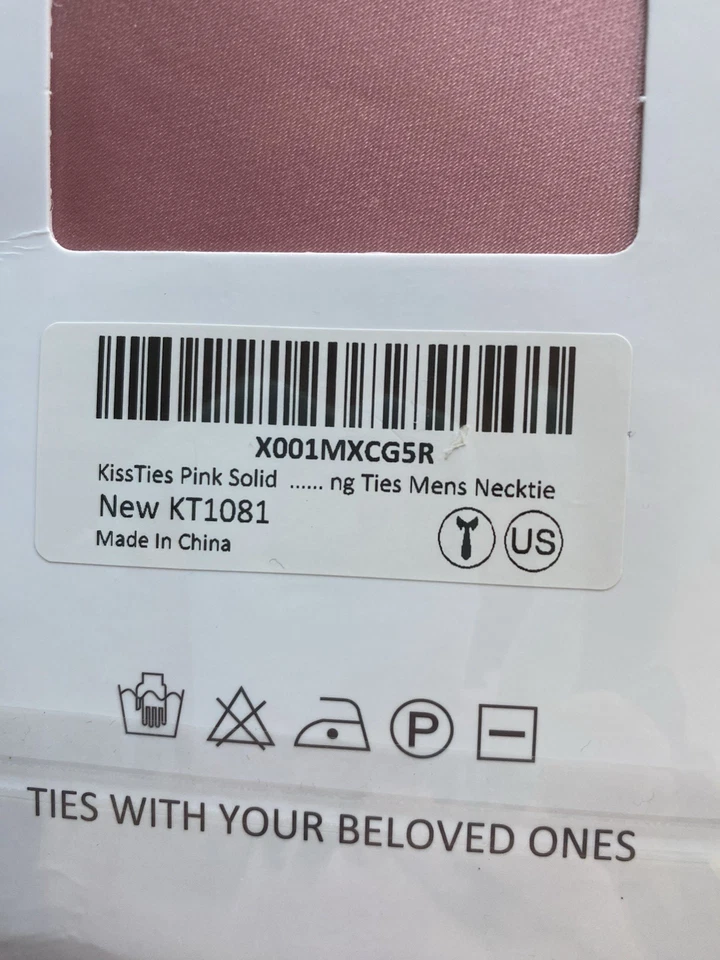 X001MXCG5R
KissTies Pink Solid ...... ng Ties Mens Necktie
New KT1081
Made In China
US
P
TIES WITH YOUR BELOVED ONES